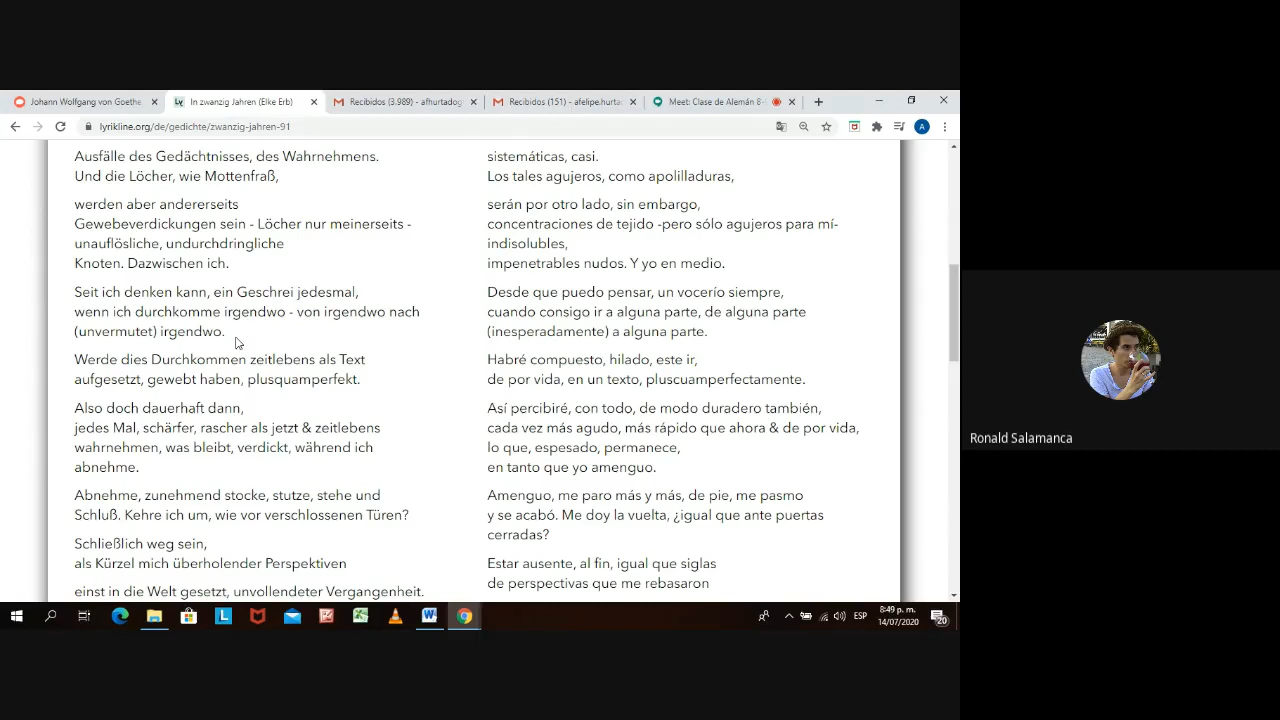 Johann Wolfgang von Goethe
In zwanzig Jahren (Elke Erb)
Recibidos (3.989) - afhurtadog
Recibidos (151) - afelipe.hurta
Meet: Clase de Alemán 8-
lyrikline.org/de/gedichte/zwanzig-jahren-91
A
Ausfälle des Gedächtnisses, des Wahrnehmens.
Und die Löcher, wie Mottenfraß,
werden aber andererseits
Gewebeverdickungen sein - Löcher nur meinerseits -
unauflösliche, undurchdringliche
Knoten. Dazwischen ich.
Seit ich denken kann, ein Geschrei jedesmal,
wenn ich durchkomme irgendwo - von irgendwo nach
(unvermutet) irgendwo.
Werde dies Durchkommen zeitlebens als Text
aufgesetzt, gewebt haben, plusquamperfekt.
Also doch dauerhaft dann,
jedes Mal, schärfer, rascher als jetzt & zeitlebens
wahrnehmen, was bleibt, verdickt, während ich
abnehme.
Abnehme, zunehmend stocke, stutze, stehe und
Schluß. Kehre ich um, wie vor verschlossenen Türen?
Schließlich weg sein,
als Kürzel mich überholender Perspektiven
einst in die Welt gesetzt, unvollendeter Vergangenheit.
sistemáticas, casi.
Los tales agujeros, como apolilladuras,
serán por otro lado, sin embargo,
concentraciones de tejido -pero sólo agujeros para mí-
indisolubles,
impenetrables nudos. Y yo en medio.
Desde que puedo pensar, un vocerío siempre,
cuando consigo ir a alguna parte, de alguna parte
(inesperadamente) a alguna parte.
Habré compuesto, hilado, este ir,
de por vida, en un texto, pluscuamperfectamente.
Así percibiré, con todo, de modo duradero también,
cada vez más agudo, más rápido que ahora & de por vida,
lo que, espesado, permanece,
en tanto que yo amenguo.
Amenguo, me paro más y más, de pie, me pasmo
y se acabó. Me doy la vuelta, ¿igual que ante puertas
cerradas?
Estar ausente, al fin, igual que siglas
de perspectivas que me rebasaron
Ronald Salamanca
ESP
8:49 p. m.
14/07/2020
20